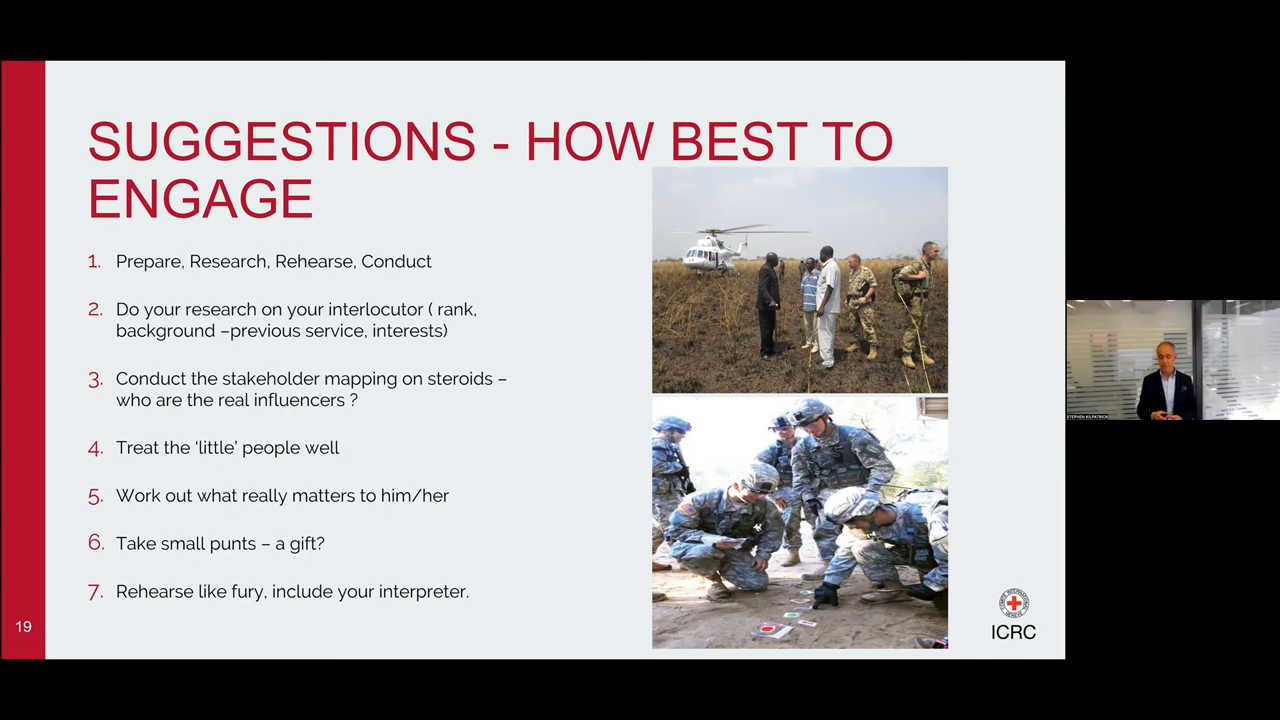 SUGGESTIONS - HOW BEST TO
ENGAGE
1. Prepare, Research, Rehearse, Conduct
2. Do your research on your interlocutor ( rank,
background –previous service, interests)
3. Conduct the stakeholder mapping on steroids –
who are the real influencers ?
4. Treat the ‘little’ people well
5. Work out what really matters to him/her
6. Take small punts – a gift?
7. Rehearse like fury, include your interpreter.
19
ICRC
STEPHEN KILPATRICK